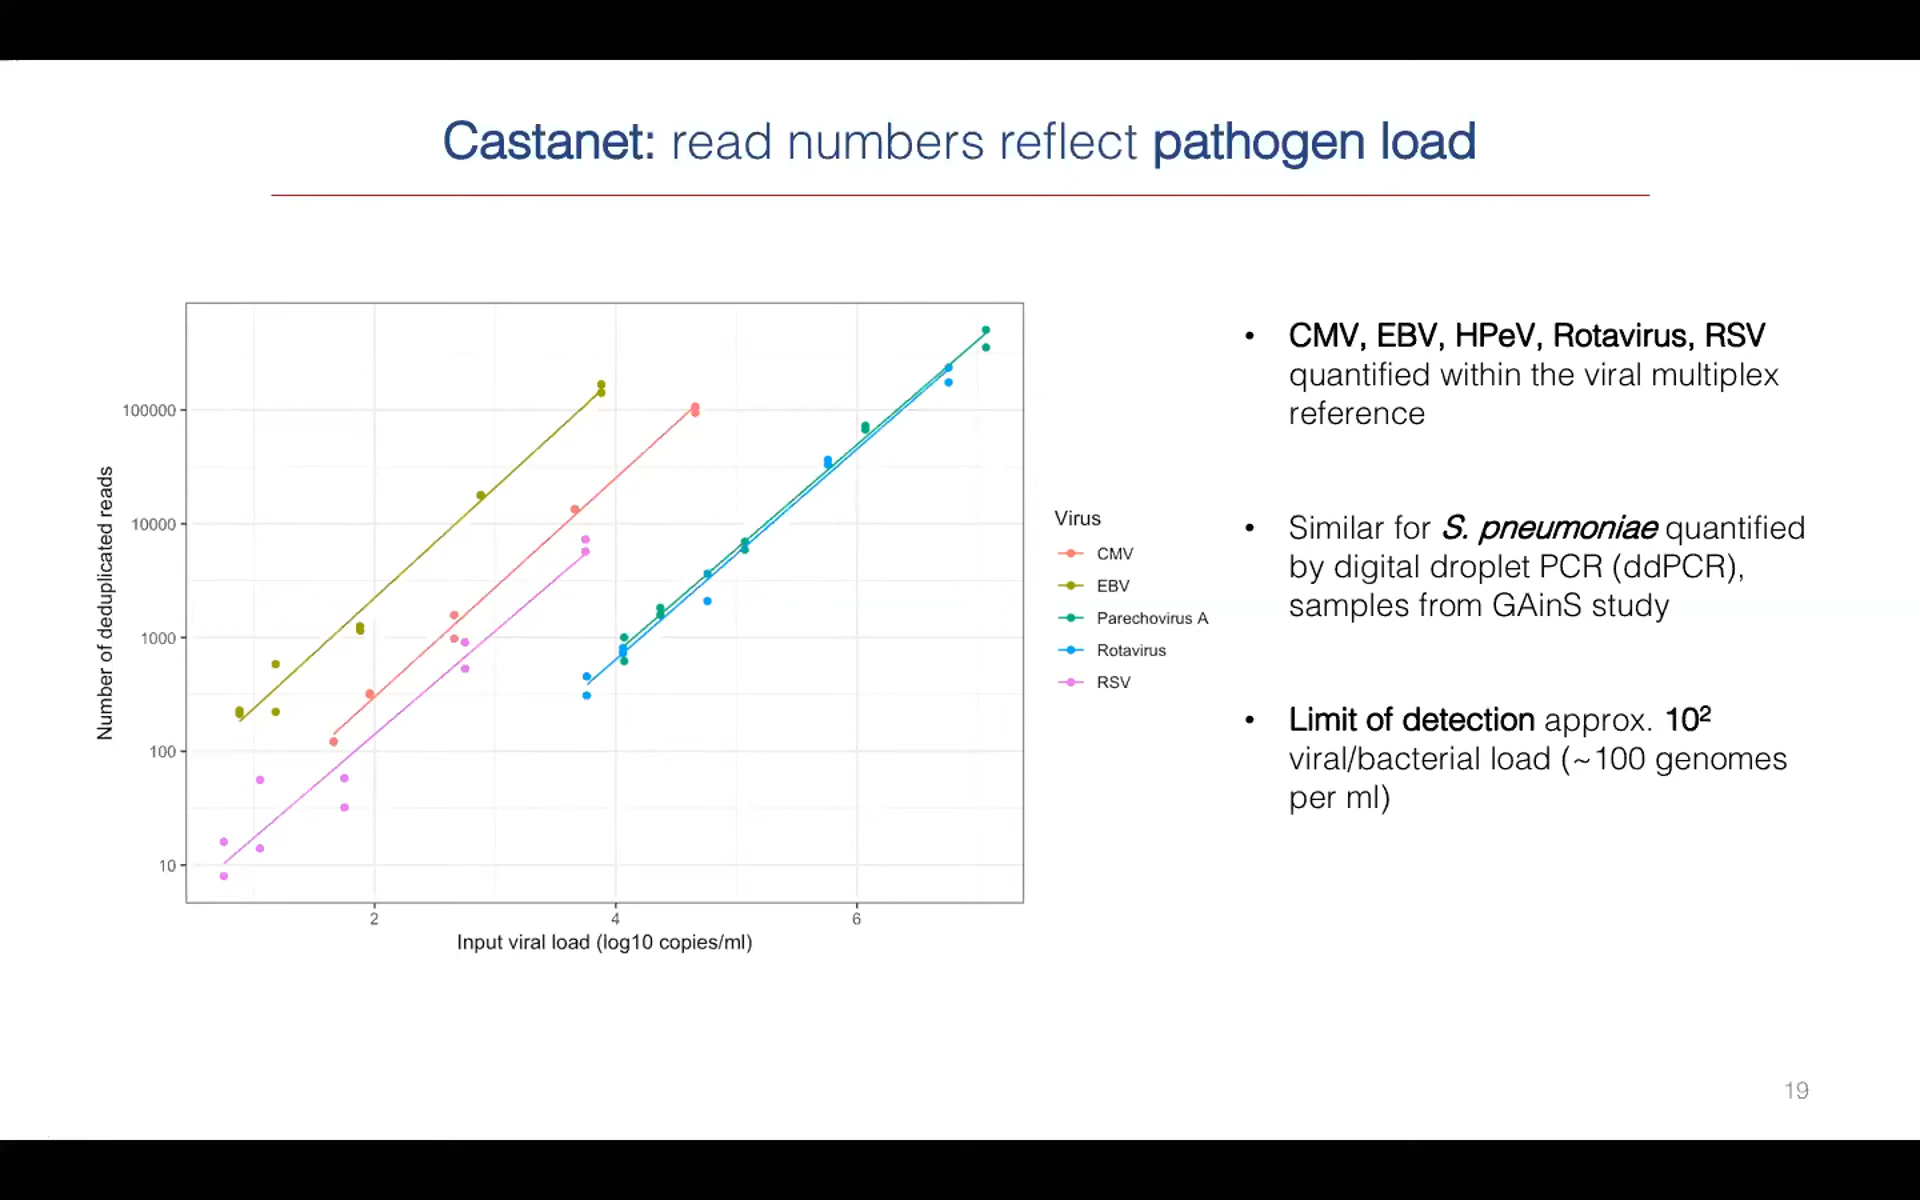 Castanet: read numbers reflect pathogen load
Number of deduplicated reads
100000
10000
1000
100
10
2
4
6
Input viral load (log10 copies/ml)
Virus
CMV
EBV
Parechovirus A
Rotavirus
RSV
• CMV, EBV, HPeV, Rotavirus, RSV
quantified within the viral multiplex
reference
• Similar for S. pneumoniae quantified
by digital droplet PCR (ddPCR),
samples from GAinS study
• Limit of detection approx. 10²
viral/bacterial load (~100 genomes
per ml)
19